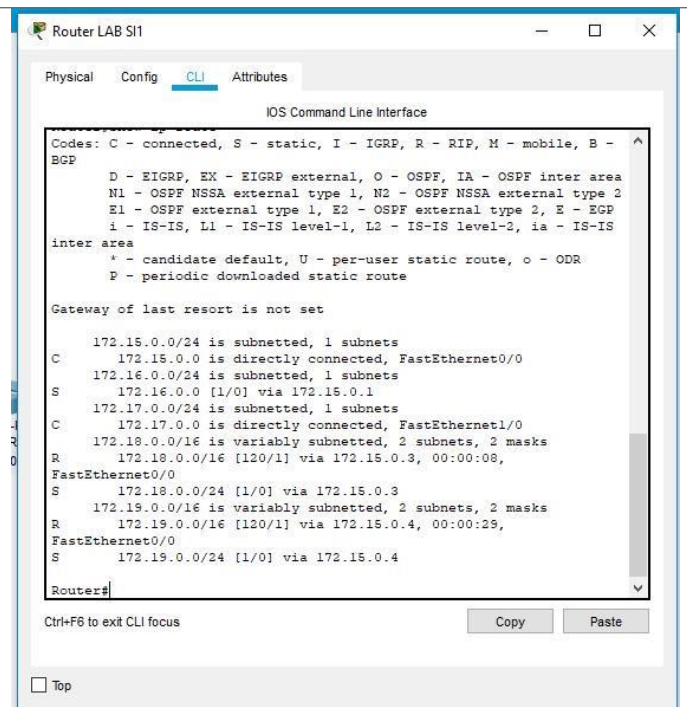 Router LAB SI1
Physical Config CLI Attributes
IOS Command Line Interface
Codes: C - connected, S - static, I - IGRP, R - RIP, M - mobile, B -
BGP
D - EIGRP, EX - EIGRP external, O - OSPF, IA - OSPF inter area
N1 - OSPF NSSA external type 1, N2 - OSPF NSSA external type 2
E1 - OSPF external type 1, E2 - OSPF external type 2, E - EGP
i - IS-IS, L1 - IS-IS level-1, L2 - IS-IS level-2, ia - IS-IS
inter area
* - candidate default, U - per-user static route, o - ODR
P - periodic downloaded static route
Gateway of last resort is not set
172.15.0.0/24 is subnetted, 1 subnets
C 172.15.0.0 is directly connected, FastEthernet0/0
172.16.0.0/24 is subnetted, 1 subnets
S 172.16.0.0 [1/0] via 172.15.0.1
172.17.0.0/24 is subnetted, 1 subnets
C 172.17.0.0 is directly connected, FastEthernet1/0
172.18.0.0/16 is variably subnetted, 2 subnets, 2 masks
R 172.18.0.0/16 [120/1] via 172.15.0.3, 00:00:08,
FastEthernet0/0
S 172.18.0.0/24 [1/0] via 172.15.0.3
172.19.0.0/16 is variably subnetted, 2 subnets, 2 masks
R 172.19.0.0/16 [120/1] via 172.15.0.4, 00:00:29,
FastEthernet0/0
S 172.19.0.0/24 [1/0] via 172.15.0.4
Router#
Ctrl+F6 to exit CLI focus
Copy
Paste
Top